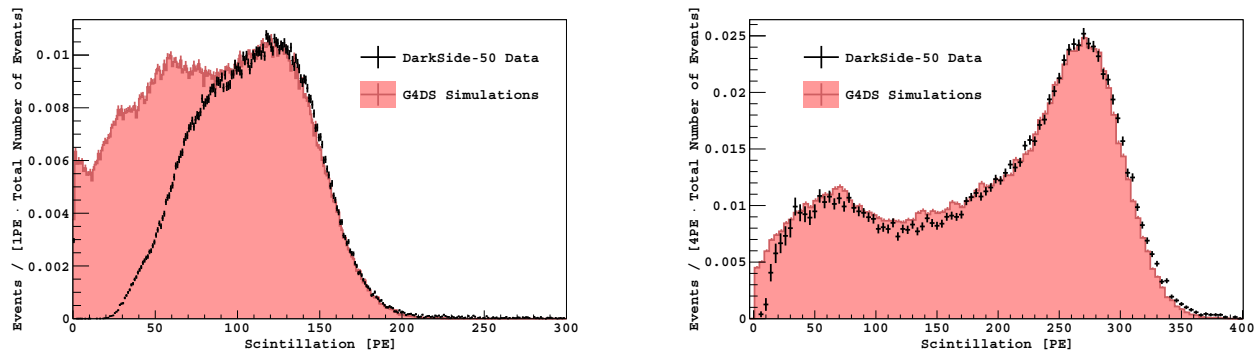 Events / [1PE · Total Number of Events]
0.01
0.008
0.006
0.004
0.002
0
DarkSide-50 Data
G4DS Simulations
0 50 100 150 200 250 300
Scintillation [PE]
Events / [4PE · Total Number of Events]
0.025
0.02
0.015
0.01
0.005
0
DarkSide-50 Data
G4DS Simulations
0 50 100 150 200 250 300 350 400
Scintillation [PE]